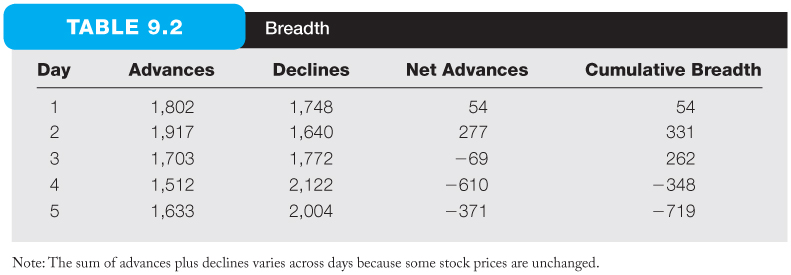 TABLE 9.2 Breadth
Day Advances Declines Net Advances Cumulative Breadth
1 1,802 1,748 54 54
2 1,917 1,640 277 331
3 1,703 1,772 −69 262
4 1,512 2,122 −610 −348
5 1,633 2,004 −371 −719
Note: The sum of advances plus declines varies across days because some stock prices are unchanged.